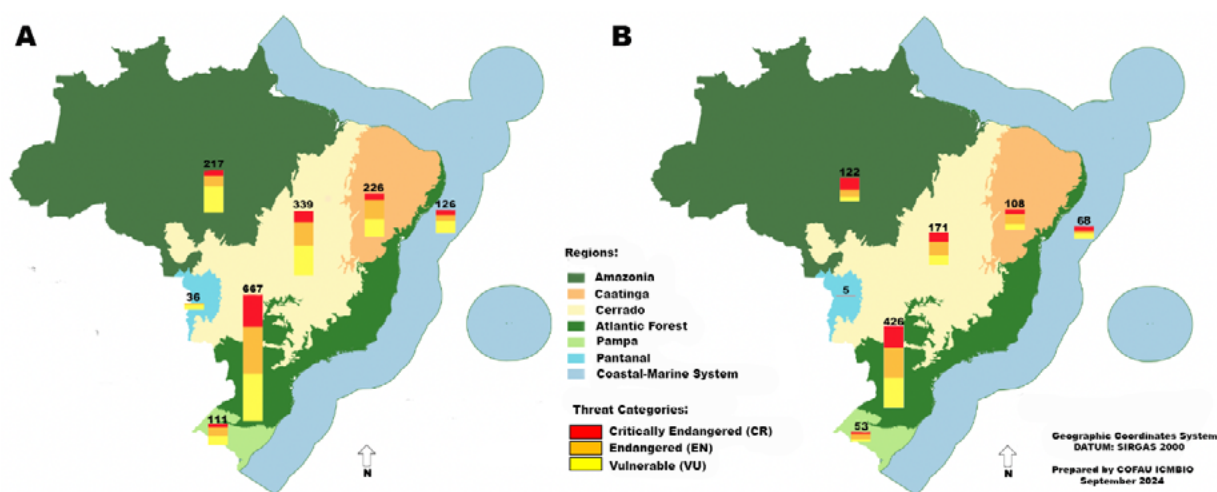 A
217
339
226
126
36
667
111
N
Regions:
Amazonia
Caatinga
Cerrado
Atlantic Forest
Pampa
Pantanal
Coastal-Marine System
Threat Categories:
Critically Endangered (CR)
Endangered (EN)
Vulnerable (VU)
B
122
171
108
68
5
426
53
N
Geographic Coordinates System
DATUM: SIRGAS 2000
Prepared by COFAU ICMBIO
September 2024